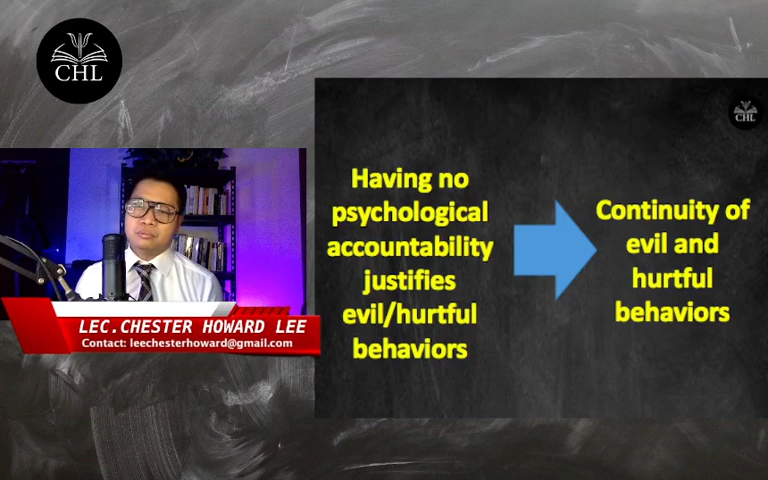 CHL
LEC.CHESTER HOWARD LEE
Contact: leechesterhoward@gmail.com
CHL
Having no
psychological
accountability
justifies
evil/hurtful
behaviors
Continuity of
evil and
hurtful
behaviors